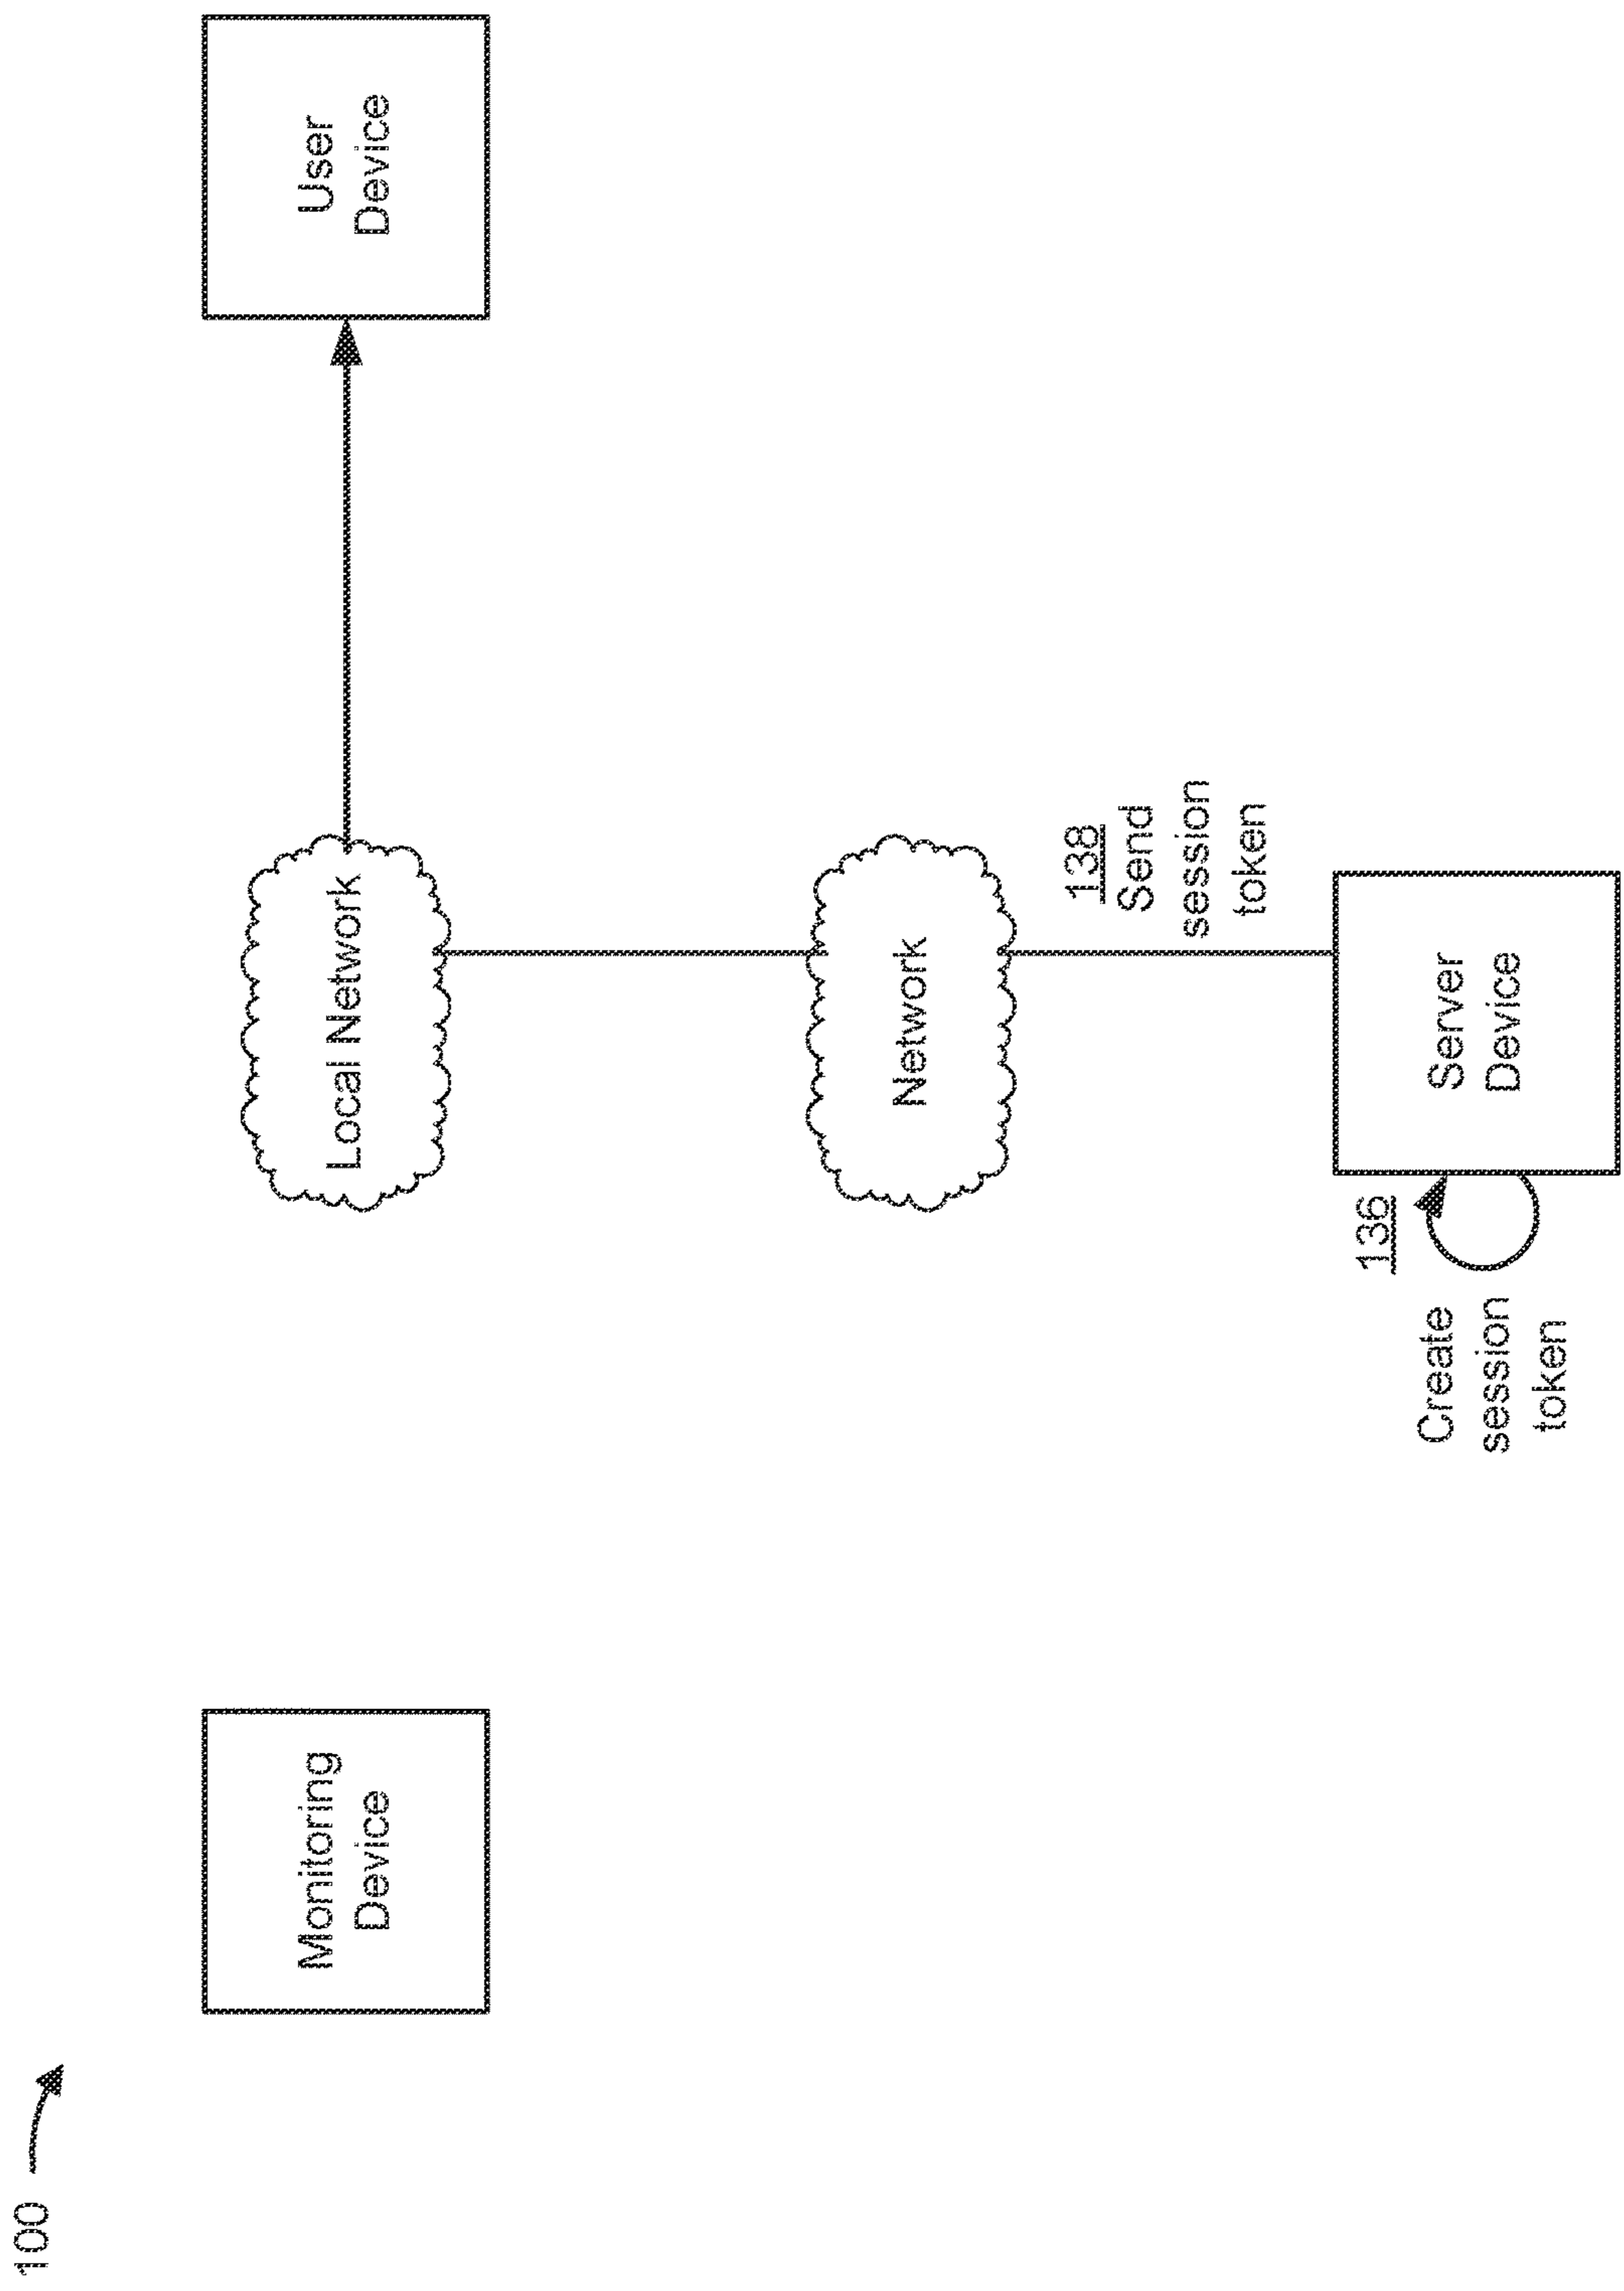 100
Monitoring
Device
Local Network
User
Device
Network
138
Send
session
token
136
Create
session
token
Server
Device